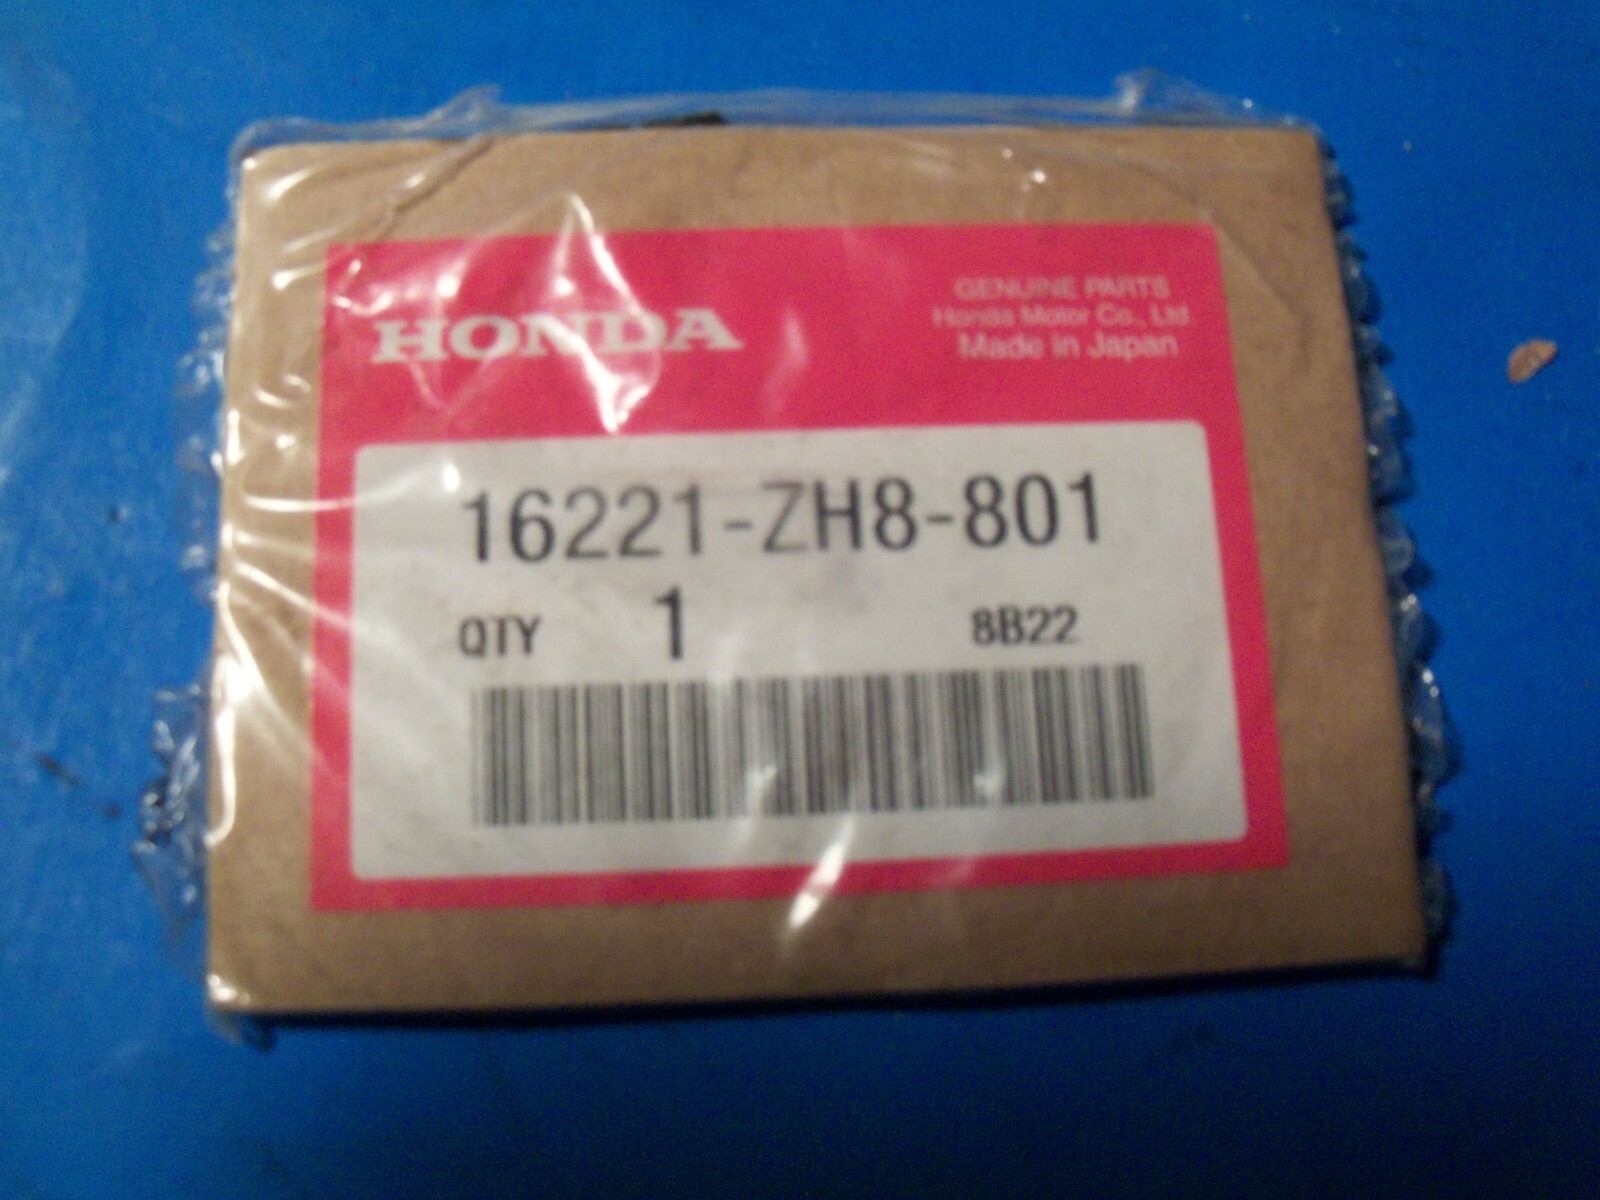 HONDA
GENUINE PARTS
Honda Motor Co., Ltd
Made in Japan
16221-ZH8-801
QTY 1 8B22